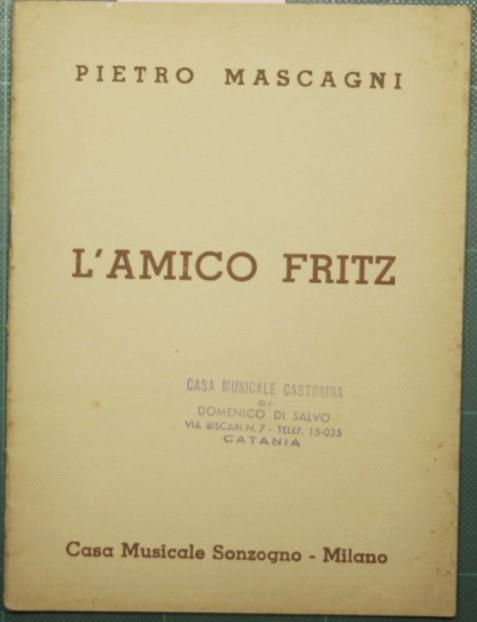 PIETRO MASCAGNI
L'AMICO FRITZ
CASA MUSICALE CASTORINA
DI
DOMENICO DI SALVO
VIA BISCARI N. 7 - TELEF. 15-035
CATANIA
Casa Musicale Sonzogno - Milano